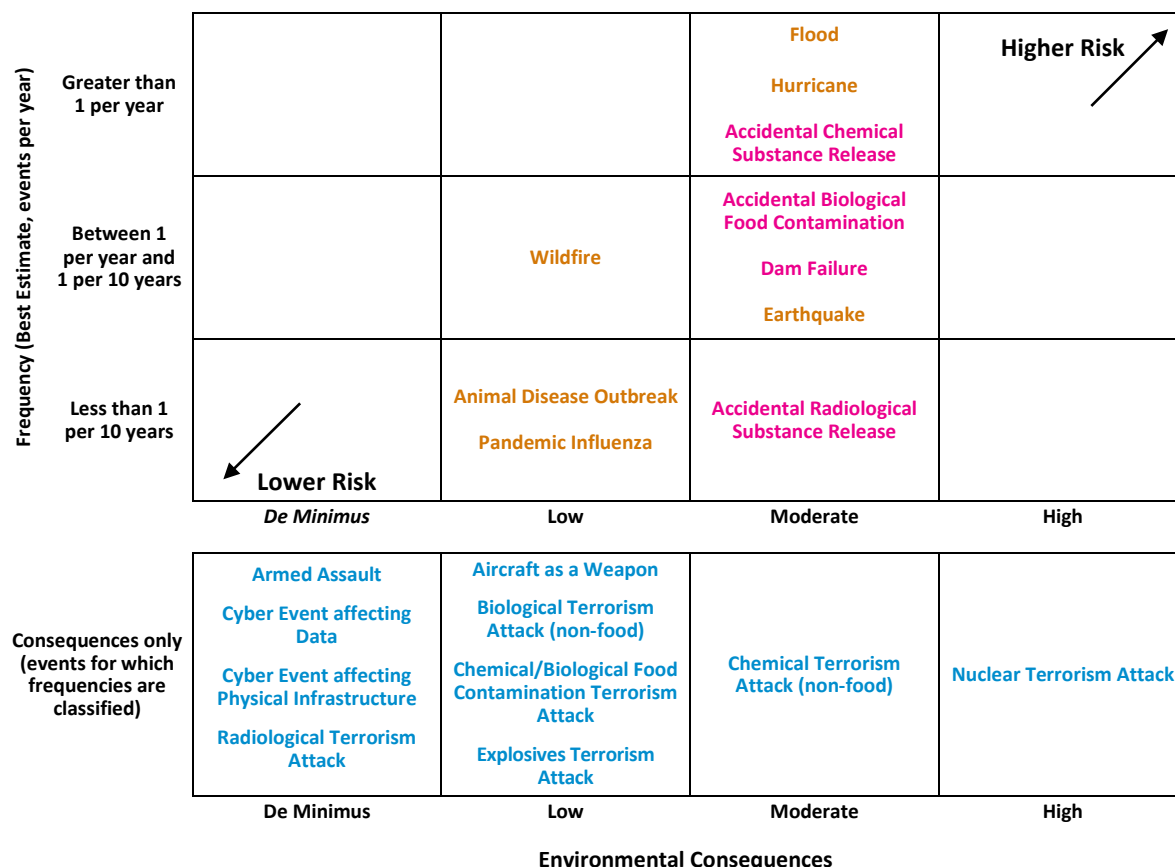 Frequency (Best Estimate, events per year)
Greater than
1 per year
Flood
Hurricane
Accidental Chemical
Substance Release
Higher Risk
Between 1
per year and
1 per 10 years
Wildfire
Accidental Biological
Food Contamination
Dam Failure
Earthquake
Less than 1
per 10 years
Lower Risk
Animal Disease Outbreak
Pandemic Influenza
Accidental Radiological
Substance Release
De Minimus
Low
Moderate
High
Consequences only
(events for which
frequencies are
classified)
Armed Assault
Cyber Event affecting
Data
Cyber Event affecting
Physical Infrastructure
Radiological Terrorism
Attack
Aircraft as a Weapon
Biological Terrorism
Attack (non-food)
Chemical/Biological Food
Contamination Terrorism
Attack
Explosives Terrorism
Attack
Chemical Terrorism
Attack (non-food)
Nuclear Terrorism Attack
De Minimus
Low
Moderate
High
Environmental Consequences